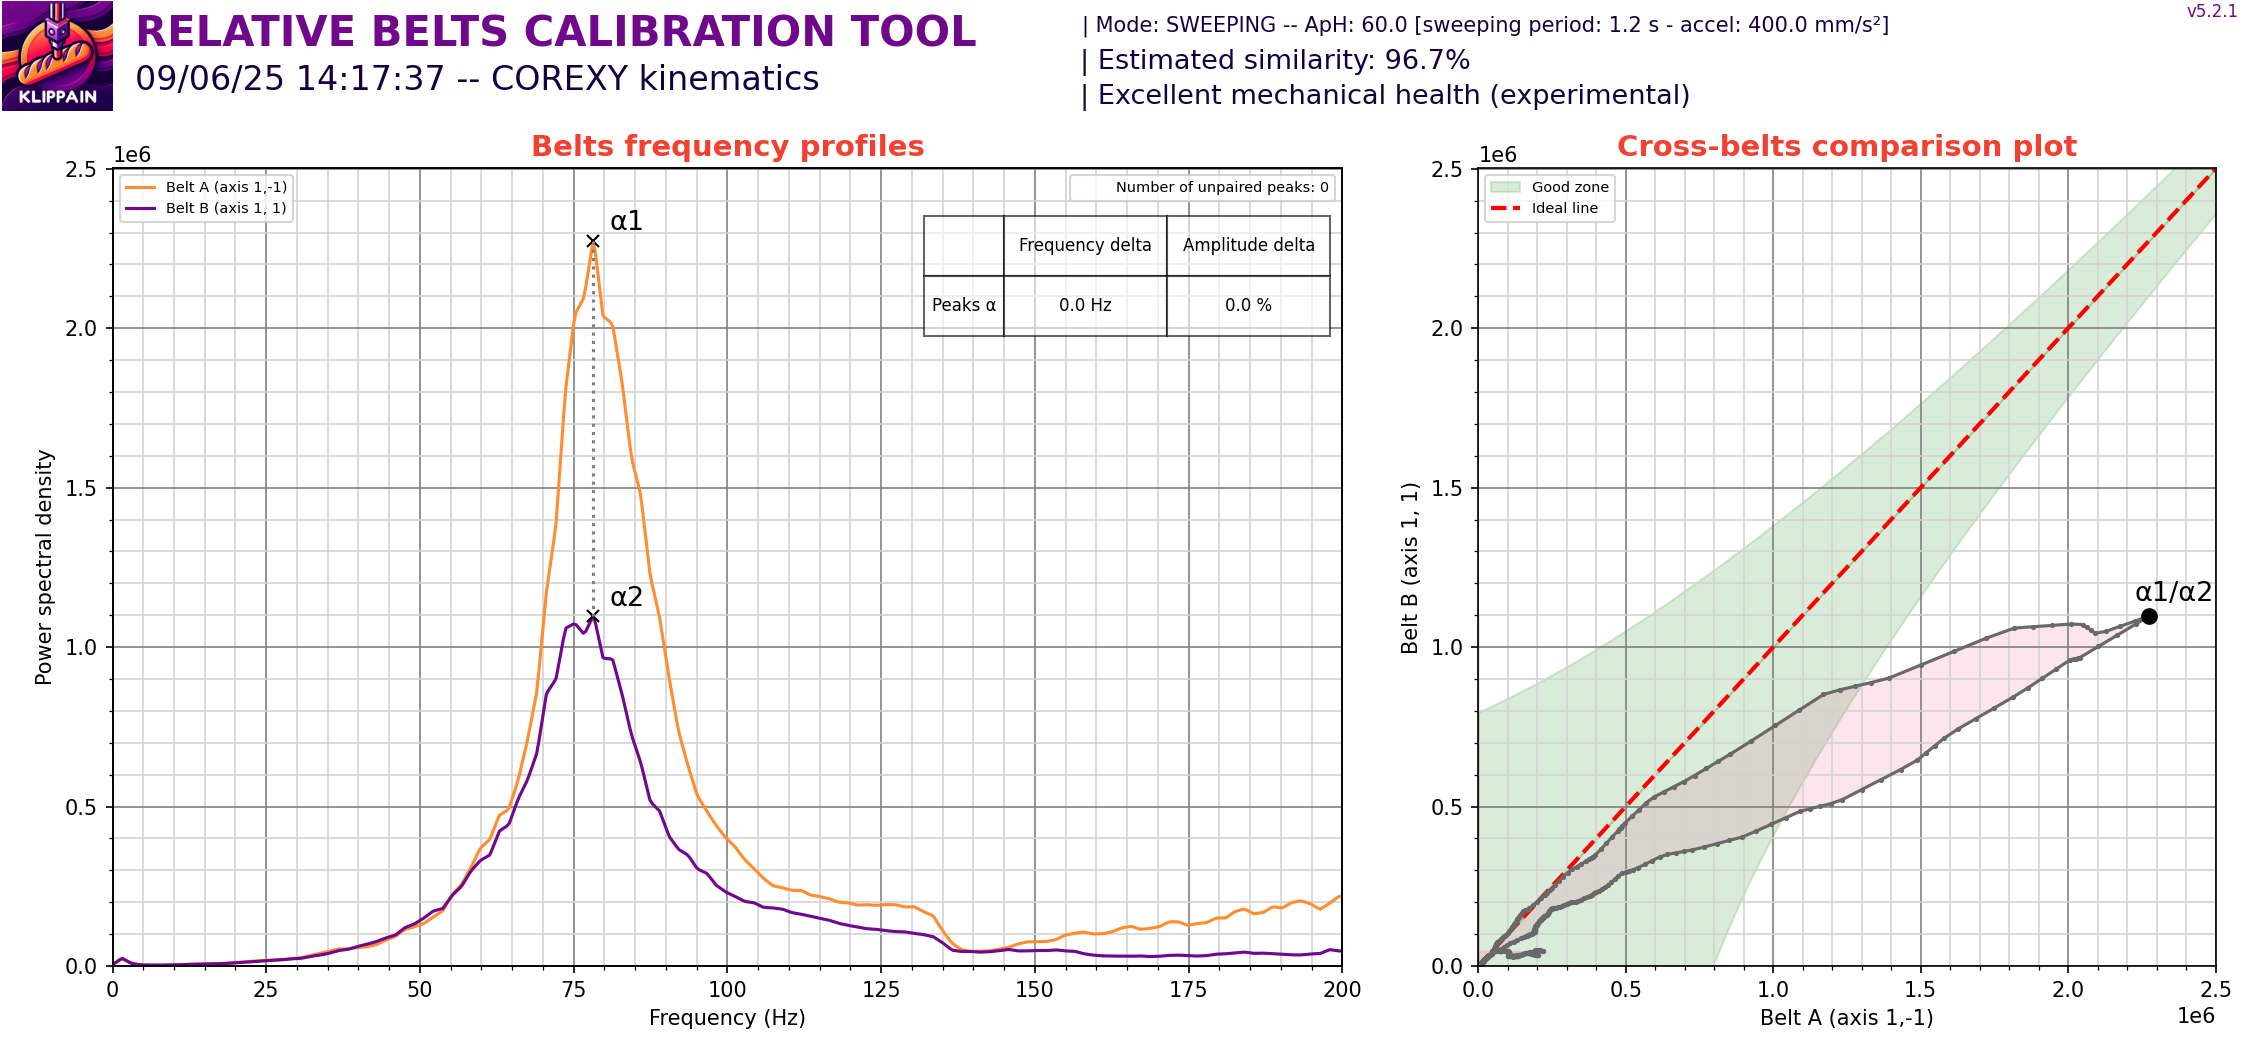 KLIPPAIN
RELATIVE BELTS CALIBRATION TOOL
09/06/25 14:17:37 -- COREXY kinematics
| Mode: SWEEPING -- ApH: 60.0 [sweeping period: 1.2 s - accel: 400.0 mm/s²]
| Estimated similarity: 96.7%
| Excellent mechanical health (experimental)
v5.2.1
Belts frequency profiles
1e6
Belt A (axis 1,-1)
Belt B (axis 1, 1)
Number of unpaired peaks: 0
Frequency delta Amplitude delta
Peaks α 0.0 Hz 0.0 %
α1
α2
2.5
2.0
1.5
1.0
0.5
0.0
Power spectral density
0 25 50 75 100 125 150 175 200
Frequency (Hz)
Cross-belts comparison plot
1e6
Good zone
Ideal line
α1/α2
2.5
2.0
1.5
1.0
0.5
0.0
Belt B (axis 1, 1)
0.0 0.5 1.0 1.5 2.0 2.5
Belt A (axis 1,-1)
1e6